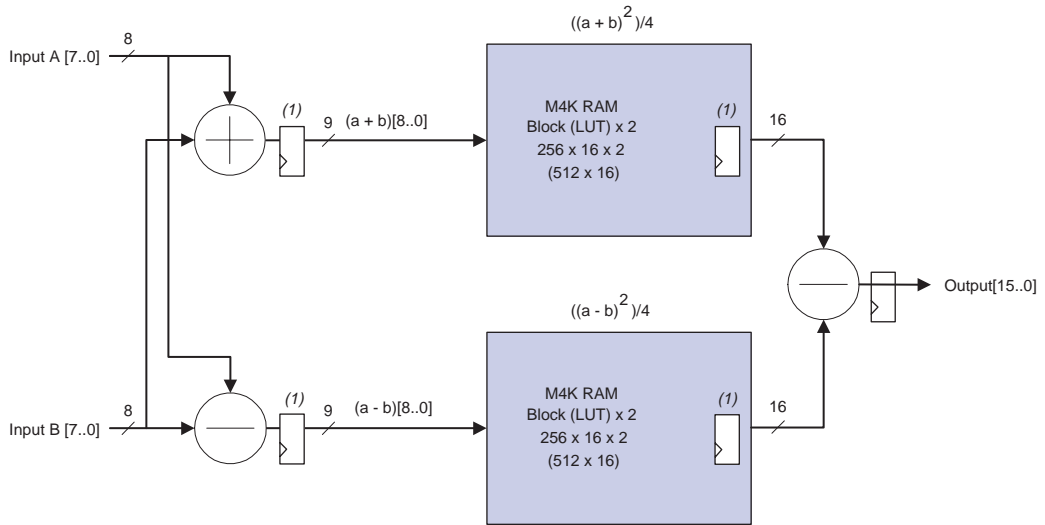 ((a + b)2)/4
8
Input A [7..0]
(1)
9
(a + b)[8..0]
M4K RAM
Block (LUT) x 2
256 x 16 x 2
(512 x 16)
(1)
16
Output[15..0]
((a - b)2)/4
8
Input B [7..0]
(1)
9
(a - b)[8..0]
M4K RAM
Block (LUT) x 2
256 x 16 x 2
(512 x 16)
(1)
16